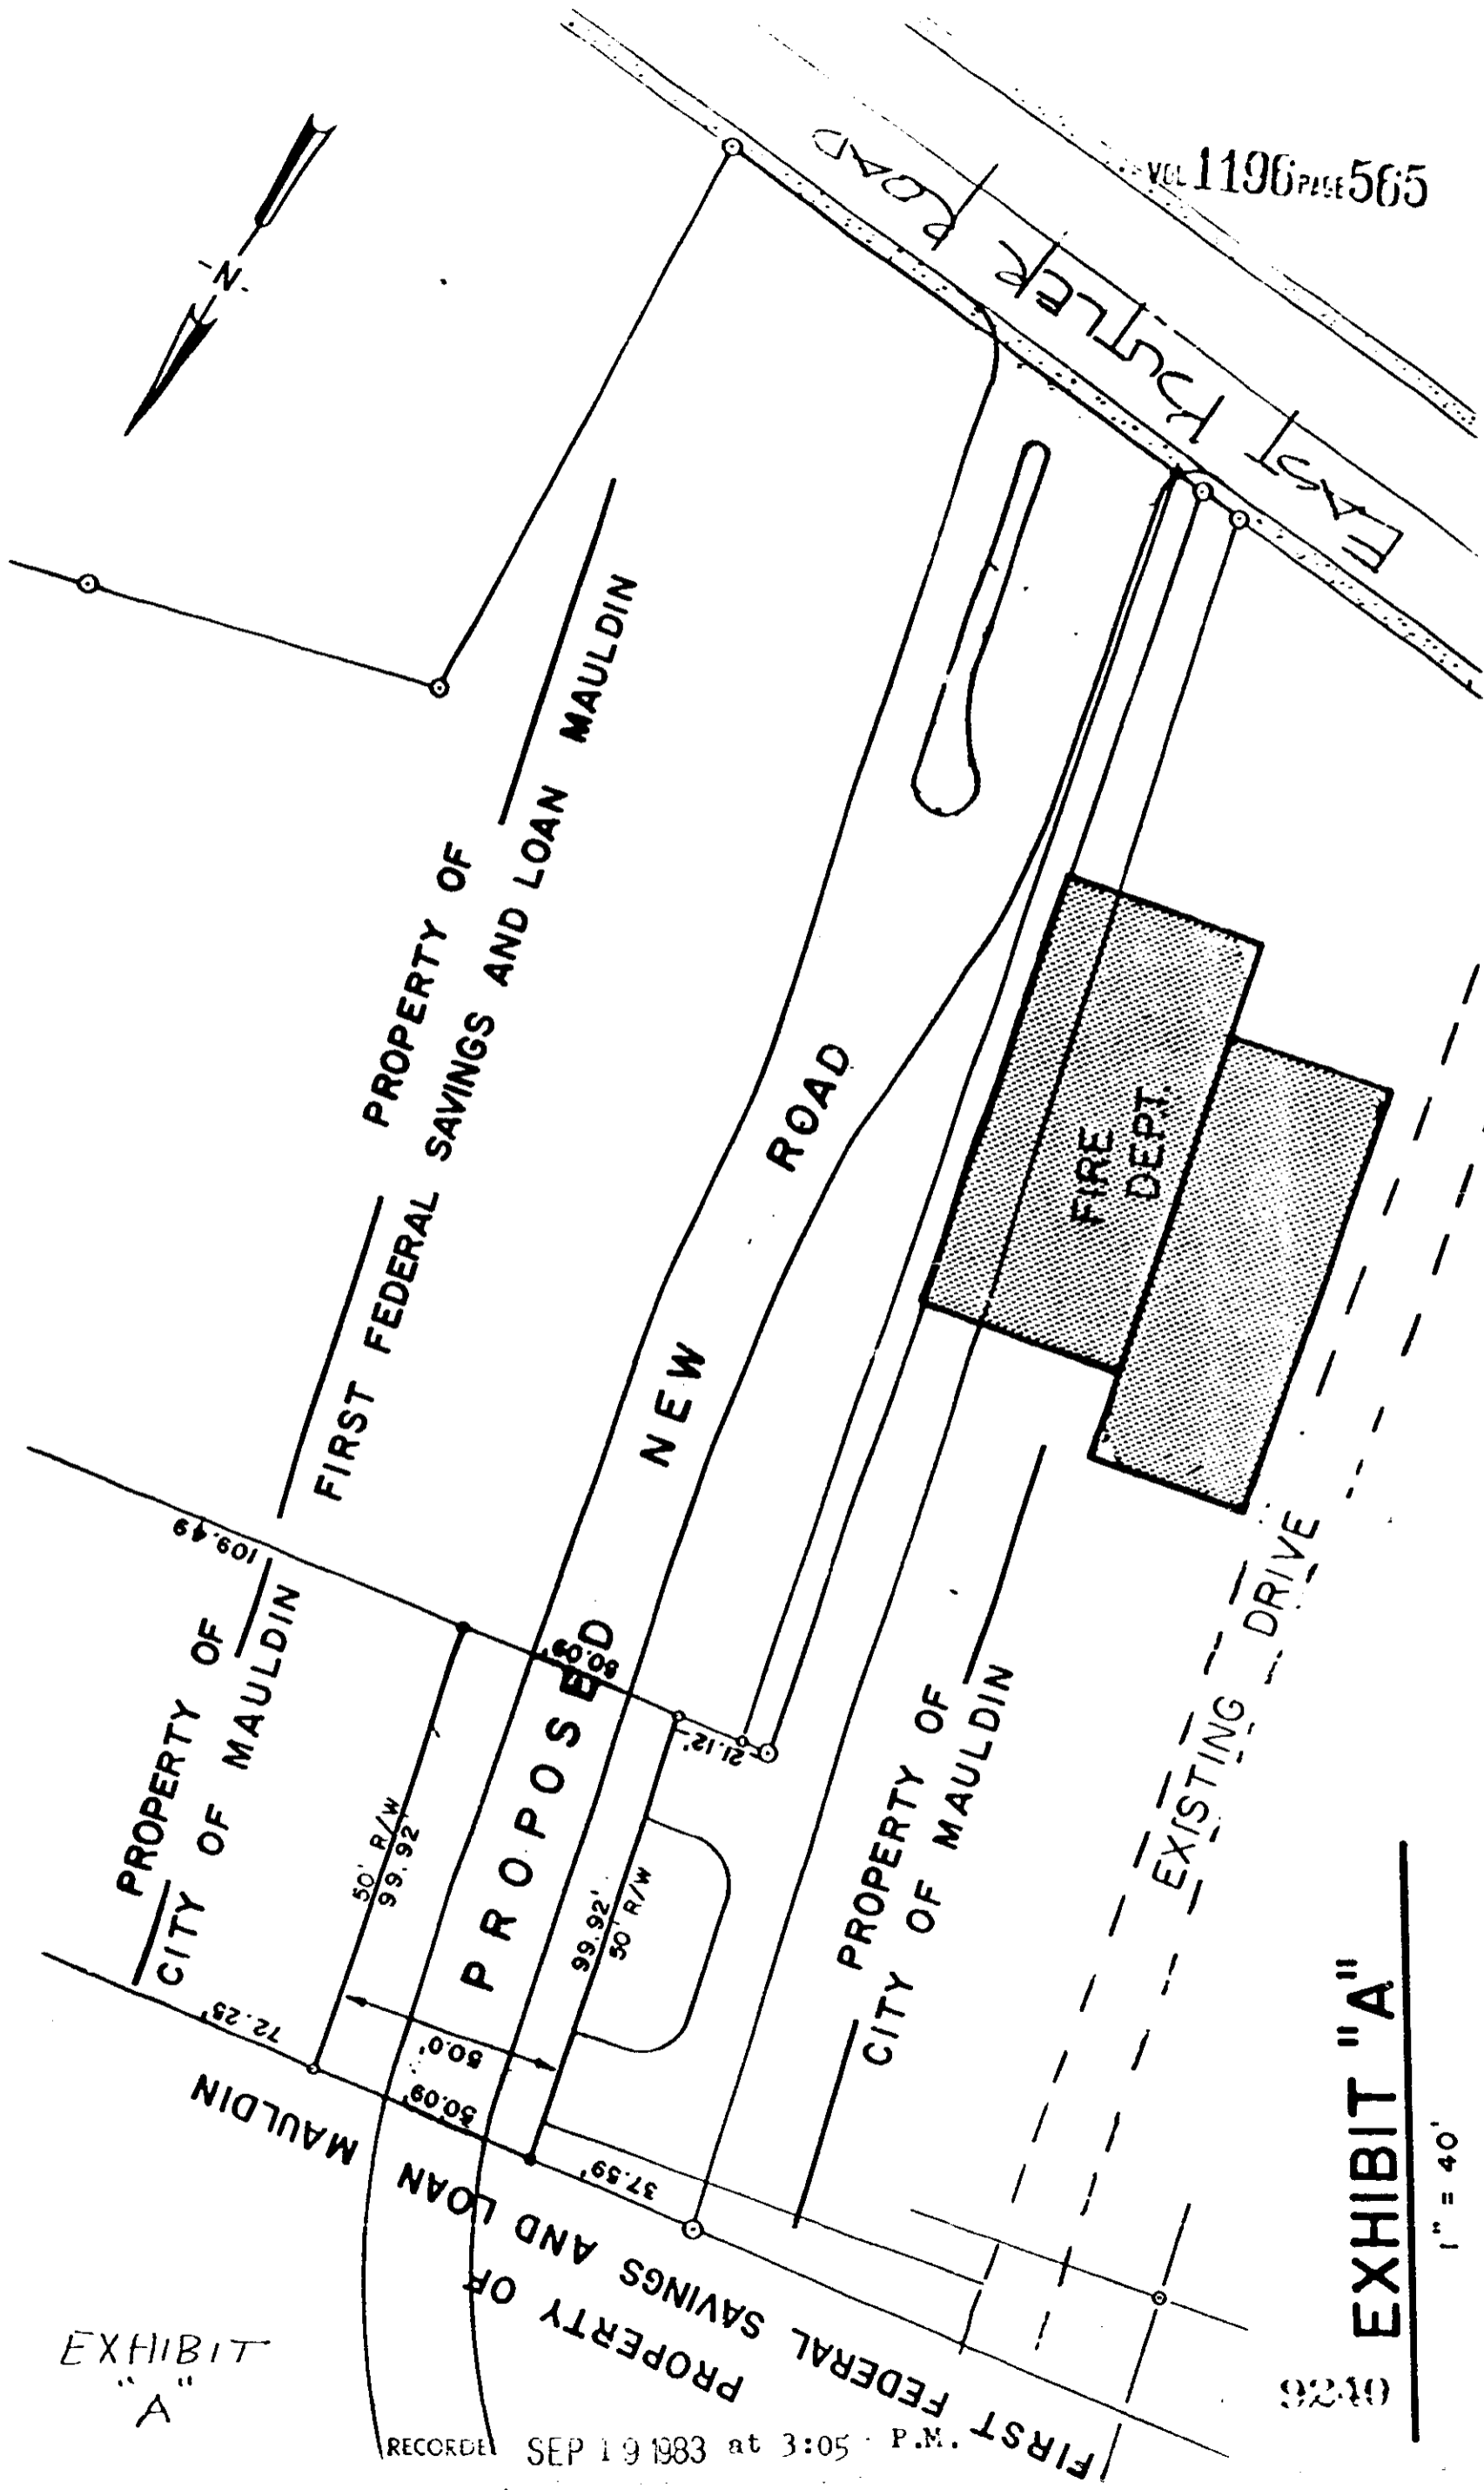 VOL 1196 PAGE 565
-N-
EAST BUTLER ROAD
PROPERTY OF
FIRST FEDERAL SAVINGS AND LOAN MAULDIN
PROPOSED NEW ROAD
FIRE
DEPT.
109.49
PROPERTY OF
CITY OF MAULDIN
50' R/W
99.92'
50.09'
21.12'
99.92'
50' R/W
72.25'
50.0'
50.09'
37.59'
PROPERTY OF
CITY OF MAULDIN
EXISTING DRIVE
PROPERTY OF
FIRST FEDERAL SAVINGS AND LOAN MAULDIN
EXHIBIT "A"
1" = 40'
9240
EXHIBIT
"A"
RECORDED SEP 19 1983 at 3:05 P.M.